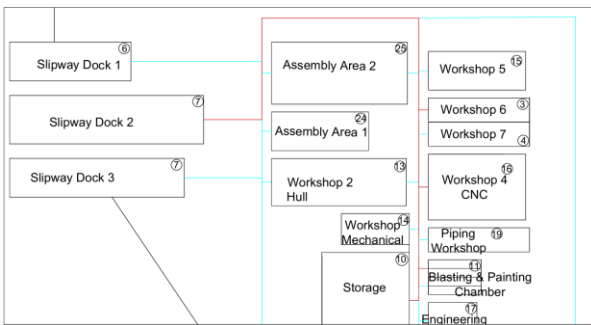 6
Slipway Dock 1
7
Slipway Dock 2
7
Slipway Dock 3
25
Assembly Area 2
24
Assembly Area 1
13
Workshop 2
Hull
14
Workshop
Mechanical
10
Storage
15
Workshop 5
3
Workshop 6
Workshop 7
4
16
Workshop 4
CNC
Piping 19
Workshop
11
Blasting & Painting
Chamber
17
Engineering